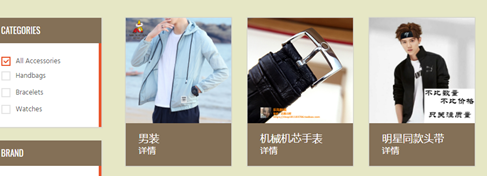 CATEGORIES
All Accessories
Handbags
Bracelets
Watches
BRAND
男装
详情
机械机芯手表
详情
不比数量
不比价格
只关注质量
明星同款头带
详情